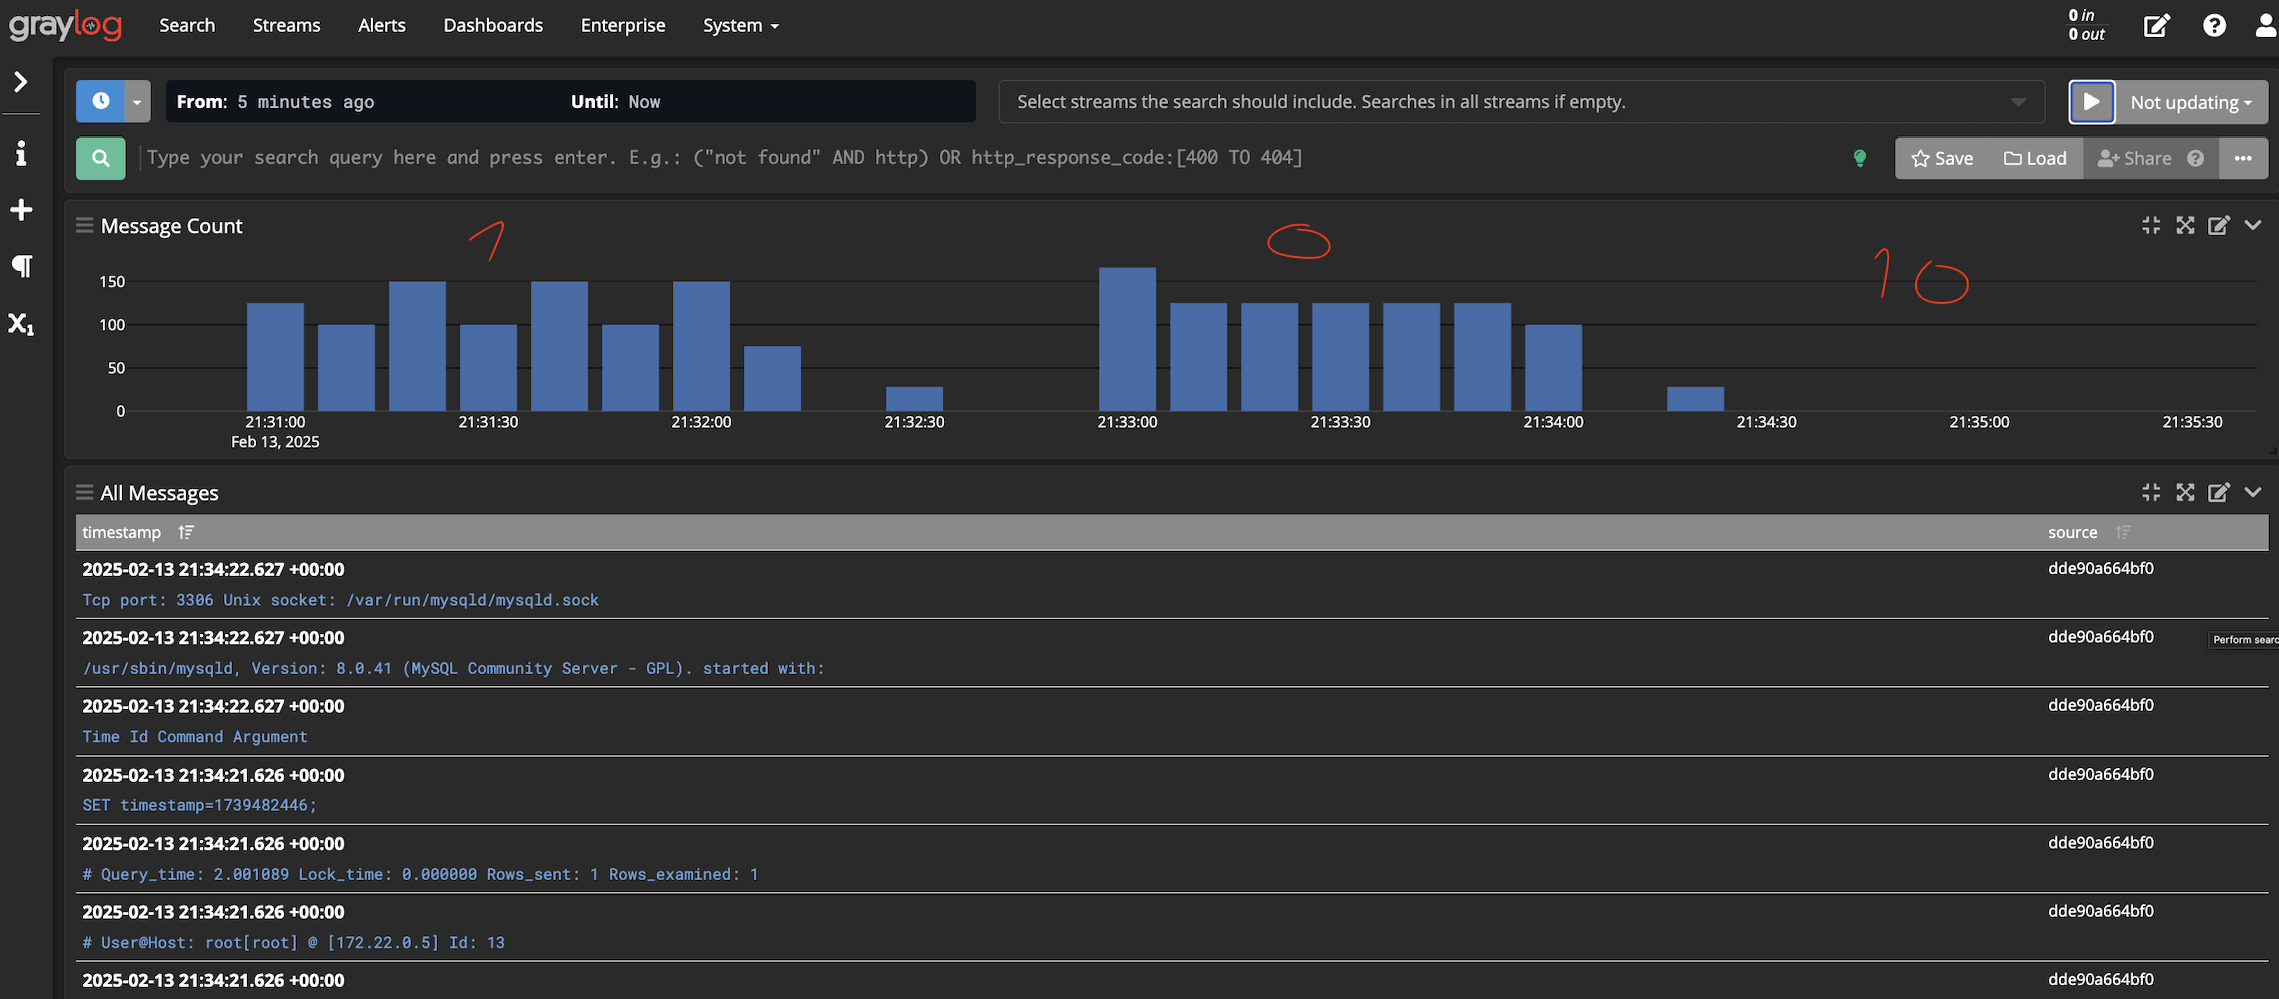 graylog Search Streams Alerts Dashboards Enterprise System 0 in
0 out
From: 5 minutes ago Until: Now Select streams the search should include. Searches in all streams if empty. Not updating
Type your search query here and press enter. E.g.: ("not found" AND http) OR http_response_code:[400 TO 404] Save Load Share
Message Count
1 0 10
150
100
50
0
21:31:00 21:31:30 21:32:00 21:32:30 21:33:00 21:33:30 21:34:00 21:34:30 21:35:00 21:35:30
Feb 13, 2025
All Messages
timestamp source
2025-02-13 21:34:22.627 +00:00 dde90a664bf0
Tcp port: 3306 Unix socket: /var/run/mysqld/mysqld.sock
2025-02-13 21:34:22.627 +00:00 dde90a664bf0
Perform searc
/usr/sbin/mysqld, Version: 8.0.41 (MySQL Community Server - GPL). started with:
2025-02-13 21:34:22.627 +00:00 dde90a664bf0
Time Id Command Argument
2025-02-13 21:34:21.626 +00:00 dde90a664bf0
SET timestamp=1739482446;
2025-02-13 21:34:21.626 +00:00 dde90a664bf0
# Query_time: 2.001089 Lock_time: 0.000000 Rows_sent: 1 Rows_examined: 1
2025-02-13 21:34:21.626 +00:00 dde90a664bf0
# User@Host: root[root] @ [172.22.0.5] Id: 13
2025-02-13 21:34:21.626 +00:00 dde90a664bf0